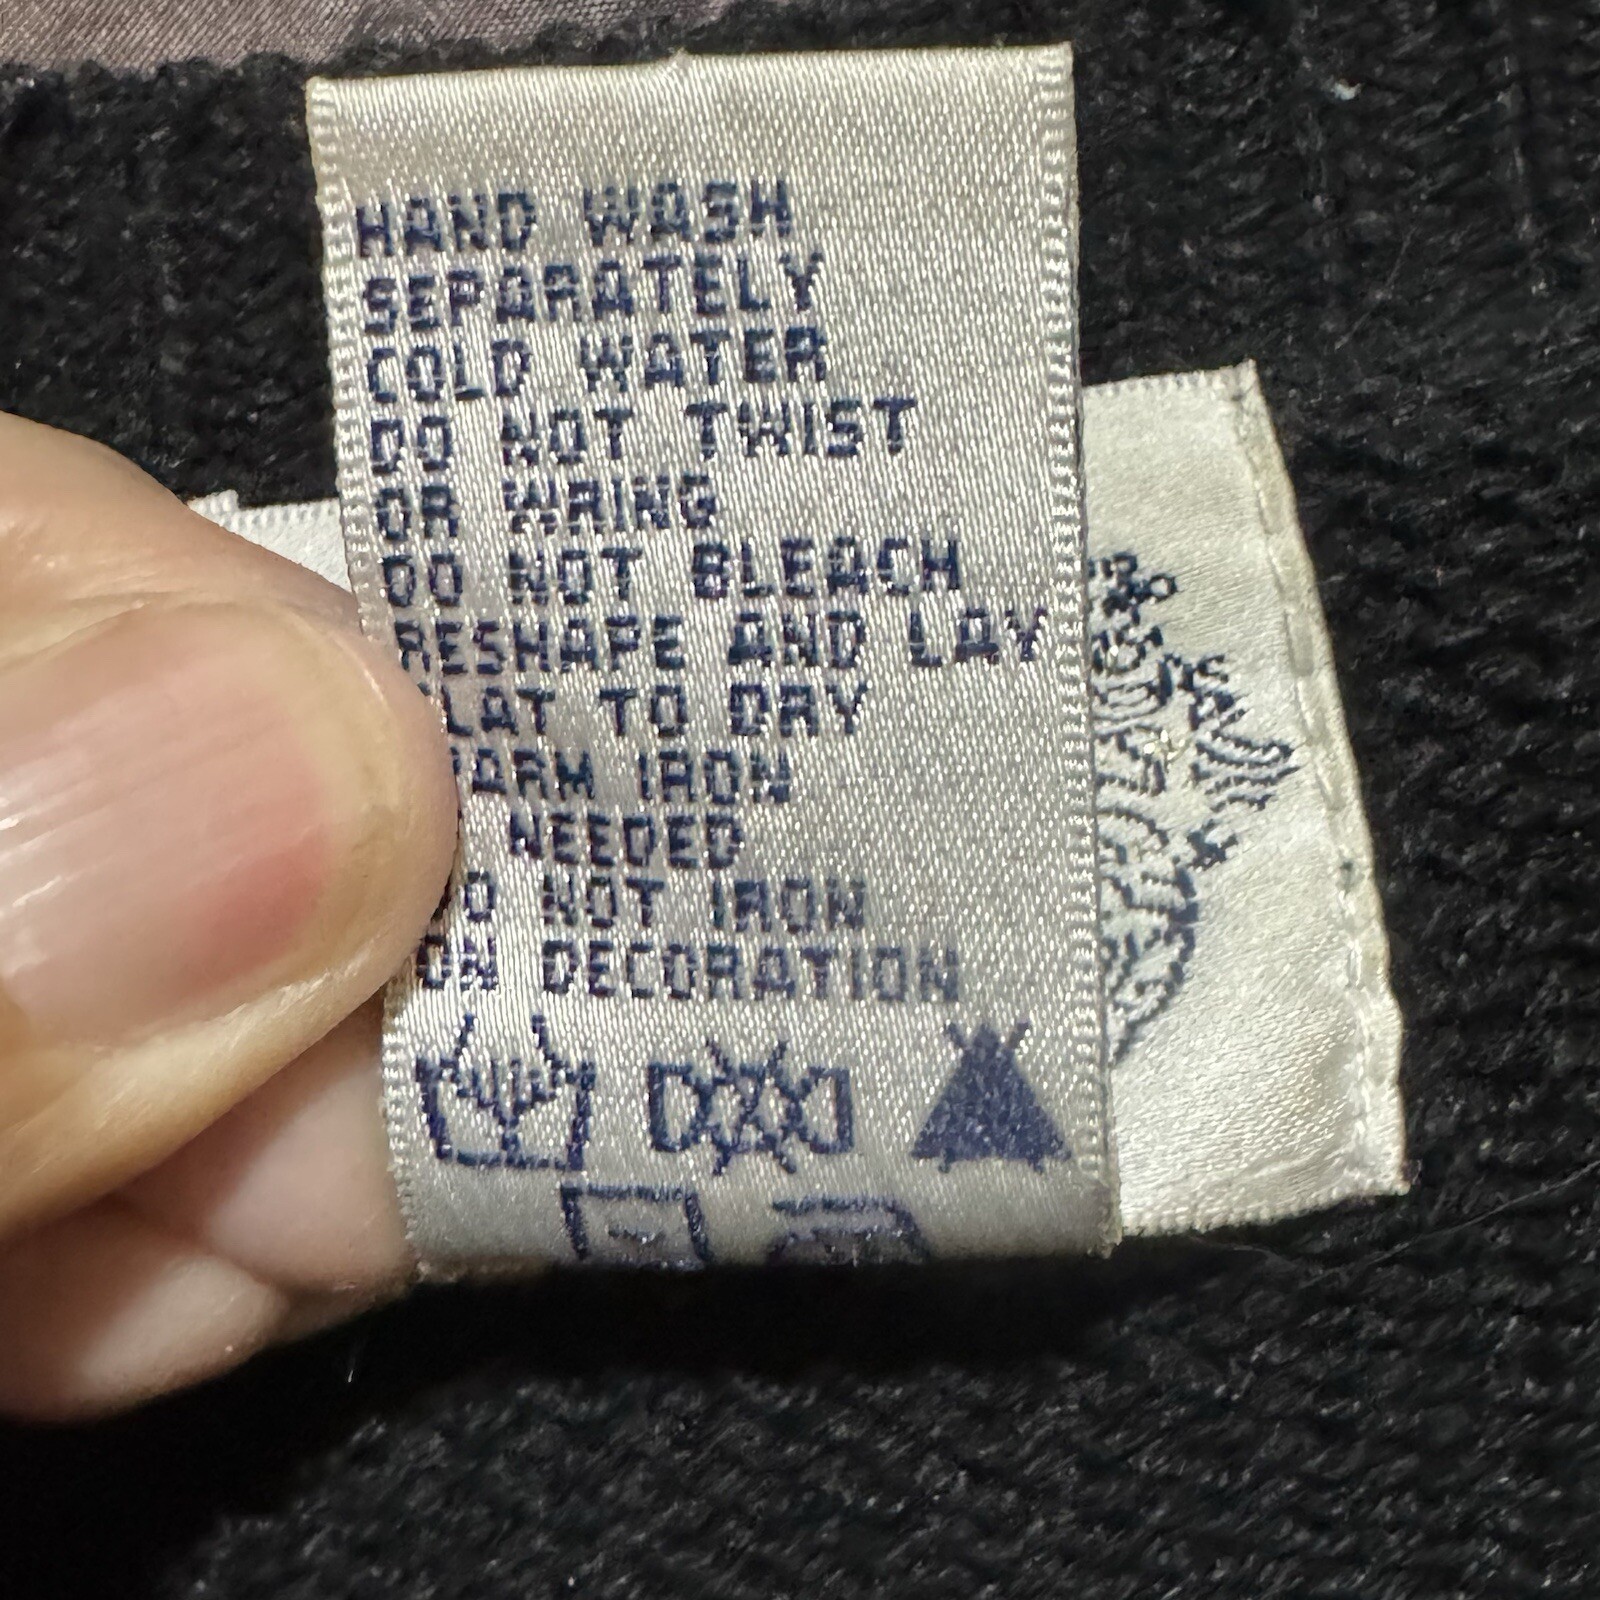 HAND WASH
SEPARATELY
COLD WATER
DO NOT TWIST
OR WRING
DO NOT BLEACH
RESHAPE AND LAY
LAT TO DRY
ARM IRON
NEEDED
O NOT IRON
ON DECORATION